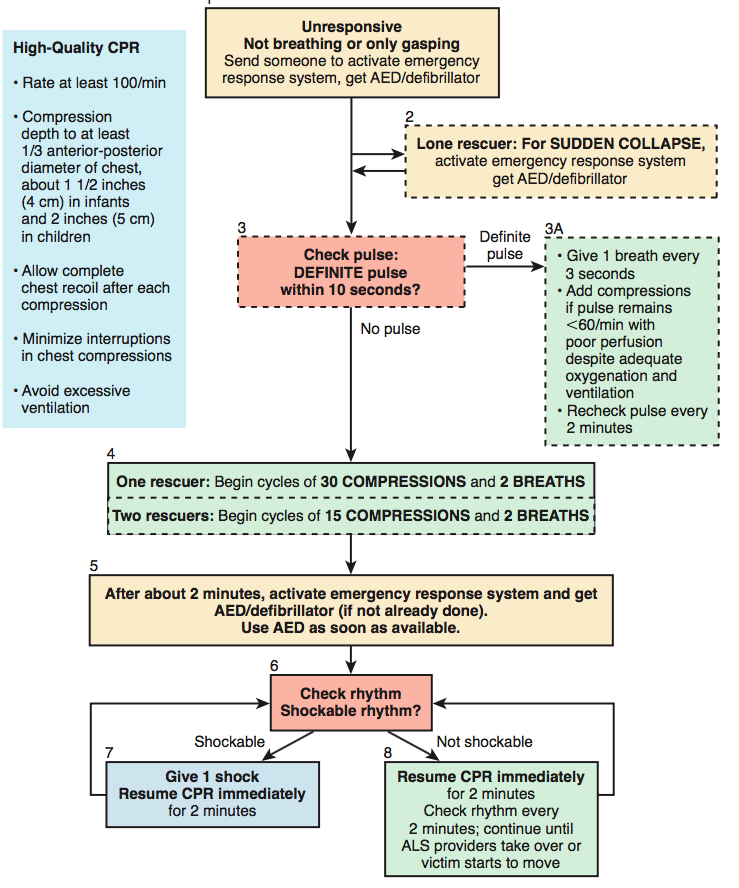 1
Unresponsive
Not breathing or only gasping
Send someone to activate emergency
response system, get AED/defibrillator
High-Quality CPR
• Rate at least 100/min
• Compression
depth to at least
1/3 anterior-posterior
diameter of chest,
about 1 1/2 inches
(4 cm) in infants
and 2 inches (5 cm)
in children
• Allow complete
chest recoil after each
compression
• Minimize interruptions
in chest compressions
• Avoid excessive
ventilation
2
Lone rescuer: For SUDDEN COLLAPSE,
activate emergency response system
get AED/defibrillator
3
Check pulse:
DEFINITE pulse
within 10 seconds?
Definite
pulse
3A
• Give 1 breath every
3 seconds
• Add compressions
if pulse remains
<60/min with
poor perfusion
despite adequate
oxygenation and
ventilation
• Recheck pulse every
2 minutes
No pulse
4
One rescuer: Begin cycles of 30 COMPRESSIONS and 2 BREATHS
Two rescuers: Begin cycles of 15 COMPRESSIONS and 2 BREATHS
5
After about 2 minutes, activate emergency response system and get
AED/defibrillator (if not already done).
Use AED as soon as available.
6
Check rhythm
Shockable rhythm?
Shockable
Not shockable
7
Give 1 shock
Resume CPR immediately
for 2 minutes
8
Resume CPR immediately
for 2 minutes
Check rhythm every
2 minutes; continue until
ALS providers take over or
victim starts to move